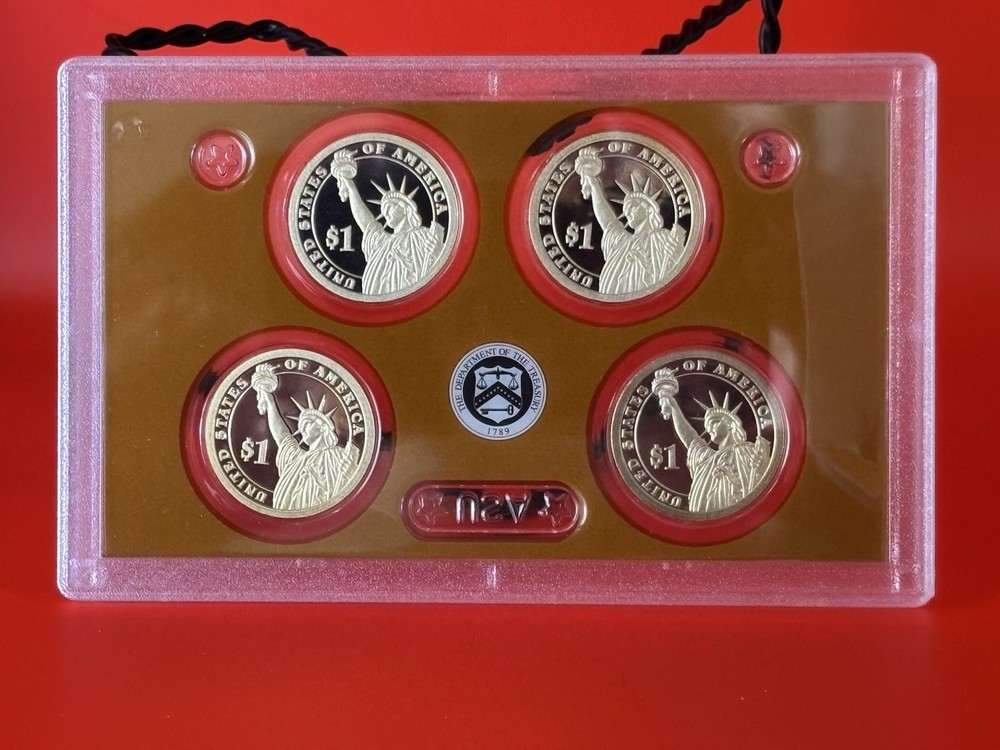 UNITED STATES OF AMERICA
$1
UNITED STATES OF AMERICA
$1
UNITED STATES OF AMERICA
$1
THE DEPARTMENT OF THE TREASURY
1789
UNITED STATES OF AMERICA
$1
USA